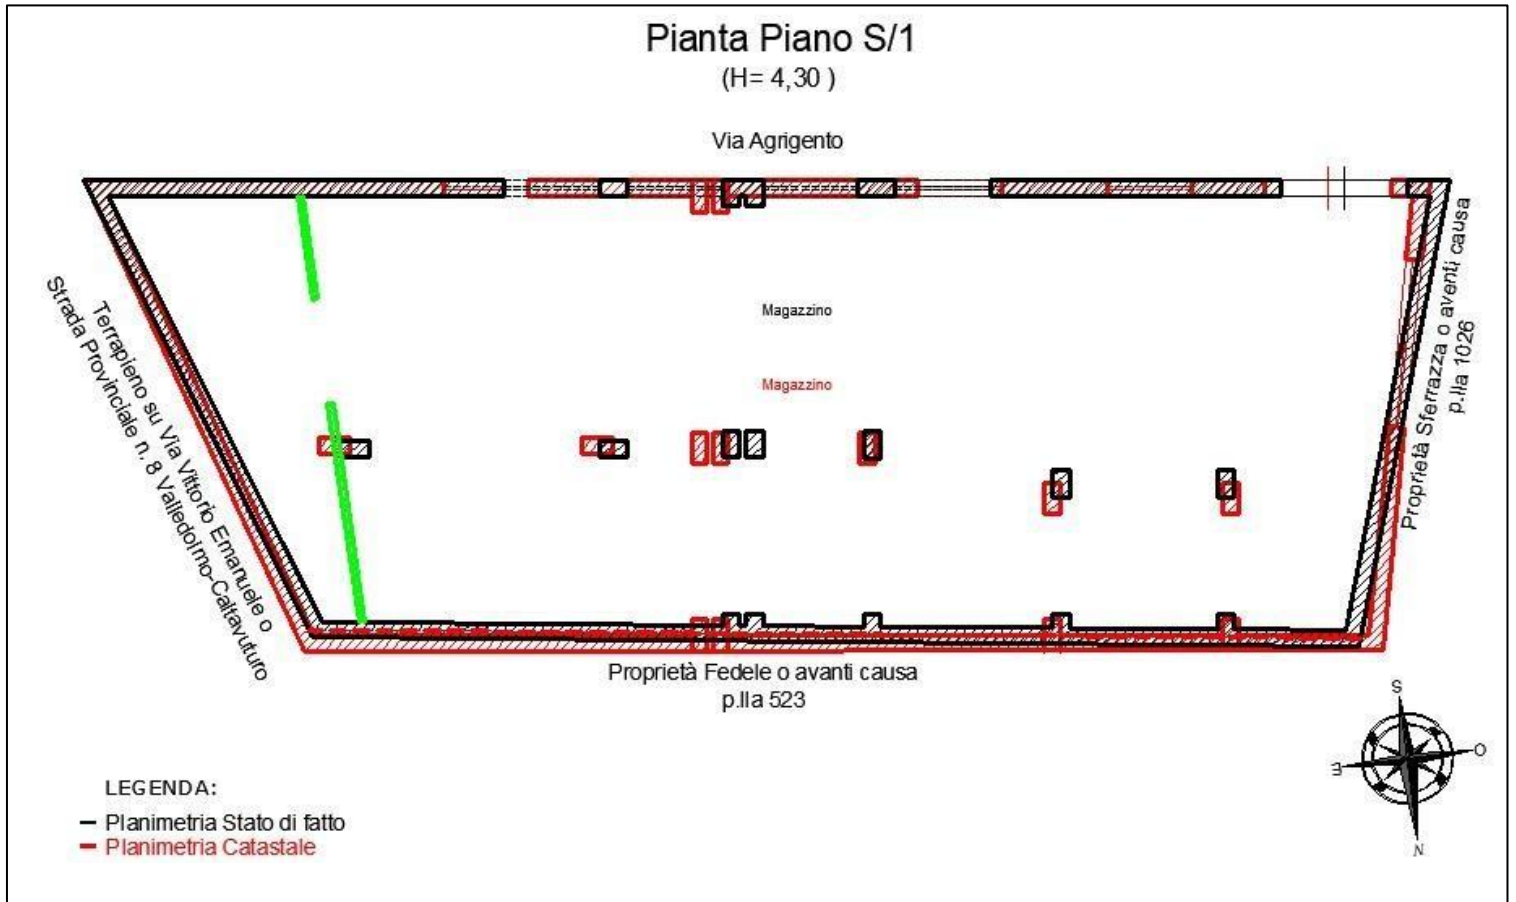 Pianta Piano S/1
(H= 4,30 )
Via Agrigento
Magazzino
Magazzino
Terrapieno su Via Vittorio Emanuele o
Strada Provinciale n. 8 Valledolmo-Caltavuturo
Proprietà Sferrazza o aventi causa
p.lla 1026
Proprietà Fedele o avanti causa
p.lla 523
S
O
E
N
LEGENDA:
Planimetria Stato di fatto
Planimetria Catastale